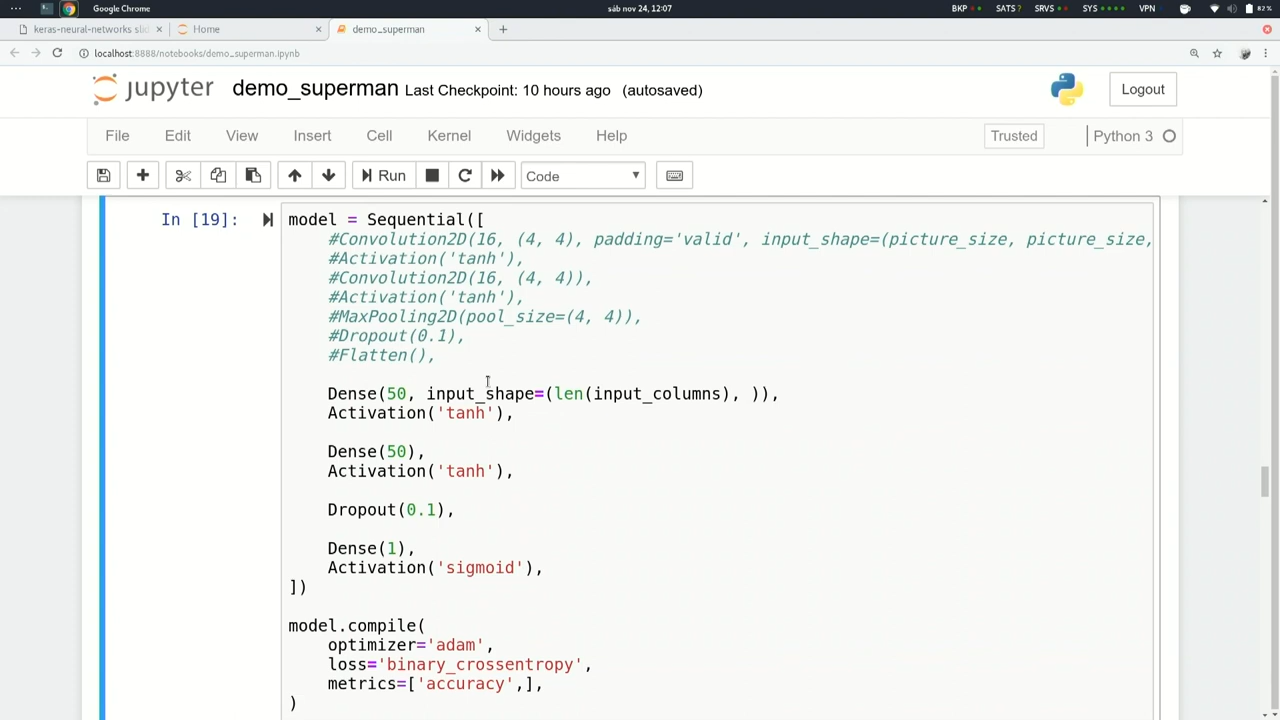 Google Chrome
sáb nov 24, 12:07
BKP SATS? SRVS SYS VPN 82%
keras-neural-networks slid
Home
demo_superman
localhost:8888/notebooks/demo_superman.ipynb
jupyter demo_superman Last Checkpoint: 10 hours ago (autosaved)
Logout
File Edit View Insert Cell Kernel Widgets Help
Trusted
Python 3
Run
Code
In [19]:
model = Sequential([
#Convolution2D(16, (4, 4), padding='valid', input_shape=(picture_size, picture_size,
#Activation('tanh'),
#Convolution2D(16, (4, 4)),
#Activation('tanh'),
#MaxPooling2D(pool_size=(4, 4)),
#Dropout(0.1),
#Flatten(),
Dense(50, input_shape=(len(input_columns), )),
Activation('tanh'),
Dense(50),
Activation('tanh'),
Dropout(0.1),
Dense(1),
Activation('sigmoid'),
])
model.compile(
optimizer='adam',
loss='binary_crossentropy',
metrics=['accuracy',],
)